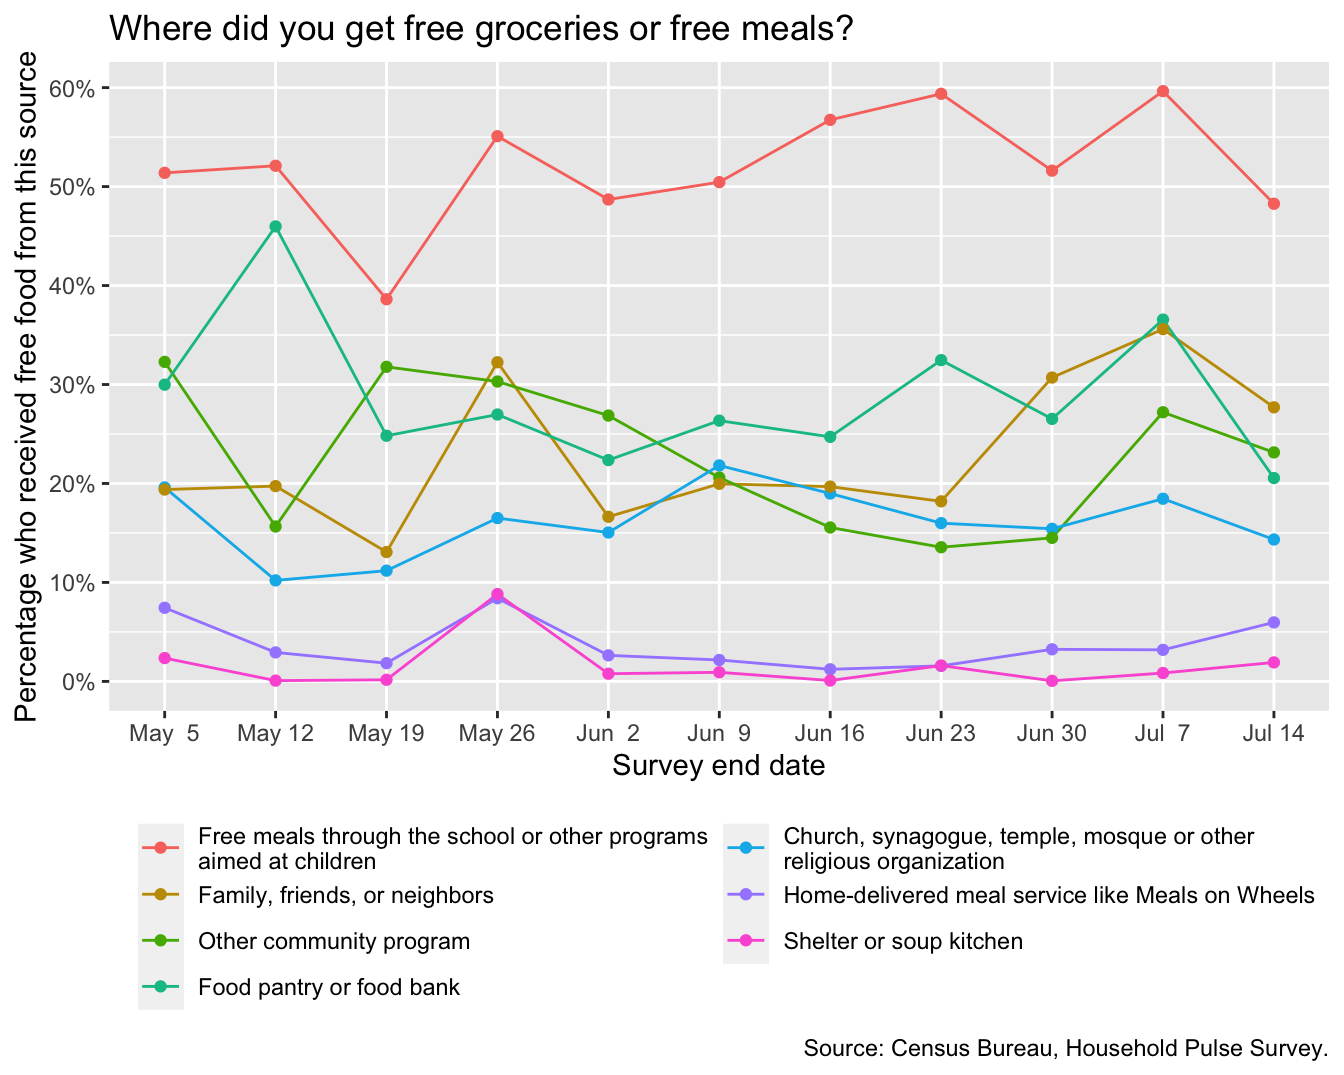 Where did you get free groceries or free meals?
Percentage who received free food from this source
60%
50%
40%
30%
20%
10%
0%
May  5
May 12
May 19
May 26
Jun  2
Jun  9
Jun 16
Jun 23
Jun 30
Jul  7
Jul 14
Survey end date
Free meals through the school or other programs
aimed at children
Family, friends, or neighbors
Other community program
Food pantry or food bank
Church, synagogue, temple, mosque or other
religious organization
Home-delivered meal service like Meals on Wheels
Shelter or soup kitchen
Source: Census Bureau, Household Pulse Survey.